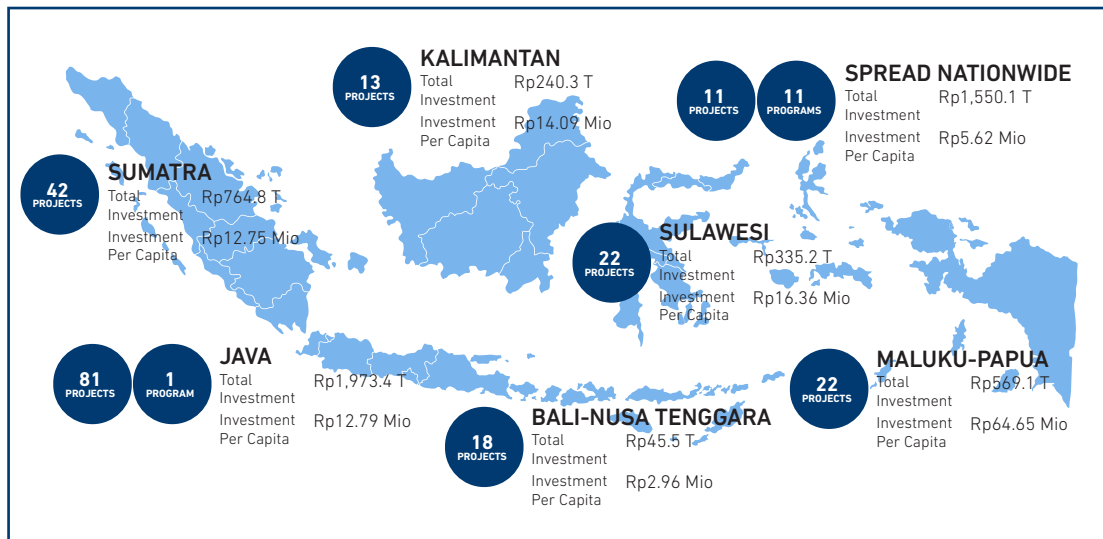 KALIMANTAN
13
PROJECTS
Total Rp240.3 T
Investment
Investment Rp14.09 Mio
Per Capita
SPREAD NATIONWIDE
11
PROJECTS
11
PROGRAMS
Total Rp1,550.1 T
Investment
Investment Rp5.62 Mio
Per Capita
SUMATRA
42
PROJECTS
Total Rp764.8 T
Investment
Investment Rp12.75 Mio
Per Capita
SULAWESI
22
PROJECTS
Total Rp335.2 T
Investment
Investment Rp16.36 Mio
Per Capita
JAVA
81
PROJECTS
1
PROGRAM
Total Rp1,973.4 T
Investment
Investment Rp12.79 Mio
Per Capita
MALUKU-PAPUA
22
PROJECTS
Total Rp569.1 T
Investment
Investment Rp64.65 Mio
Per Capita
BALI-NUSA TENGGARA
18
PROJECTS
Total Rp45.5 T
Investment
Investment Rp2.96 Mio
Per Capita